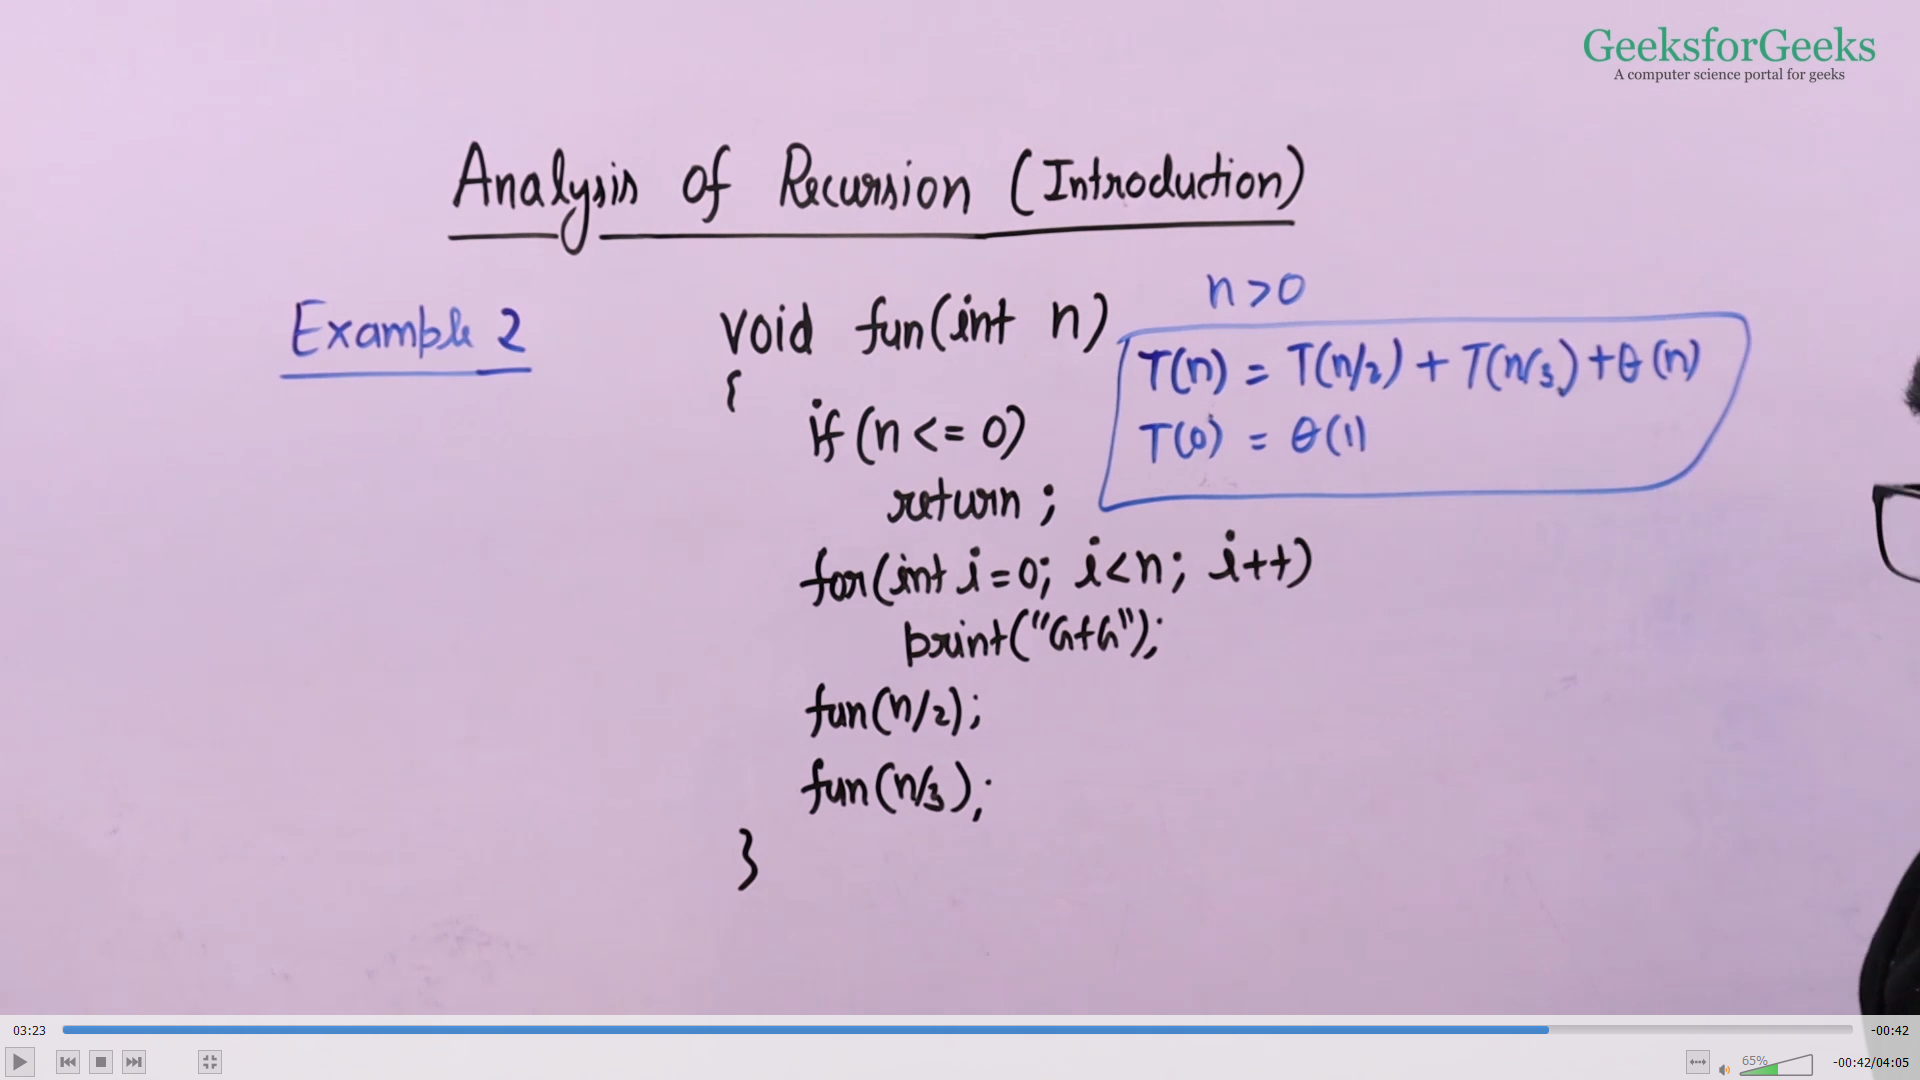 GeeksforGeeks
A computer science portal for geeks
Analysis of Recursion (Introduction)
Example 2
void fun(int n)
{
if (n <= 0)
return ;
for(int i=0; i<n; i++)
print("GfG");
fun(n/2);
fun(n/3);
}
n>0
T(n) = T(n/2) + T(n/3) + θ(n)
T(0) = θ(1)
03:23
-00:42
65%
-00:42/04:05